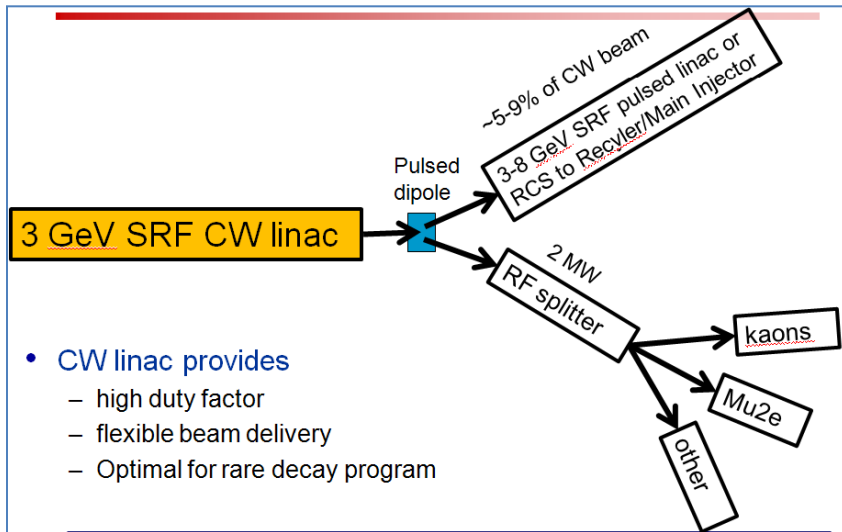 ~5-9% of CW beam
3-8 GeV SRF pulsed linac or
RCS to Recyler/Main Injector
Pulsed
dipole
3 GeV SRF CW linac
2 MW
RF splitter
kaons
Mu2e
other
• CW linac provides
– high duty factor
– flexible beam delivery
– Optimal for rare decay program